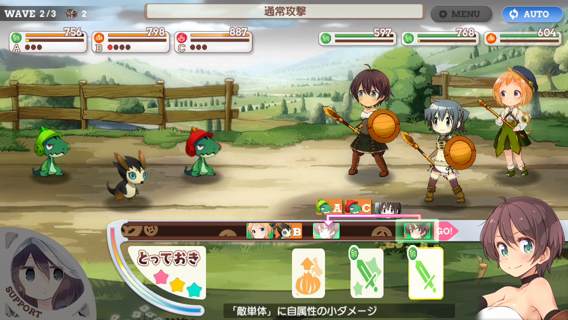 WAVE 2/3 2
通常攻撃
MENU
AUTO
756 798 887
A B C
597 768 604
A C
B
GO!
とっておき
SUPPORT
「敵単体」に自属性の小ダメージ